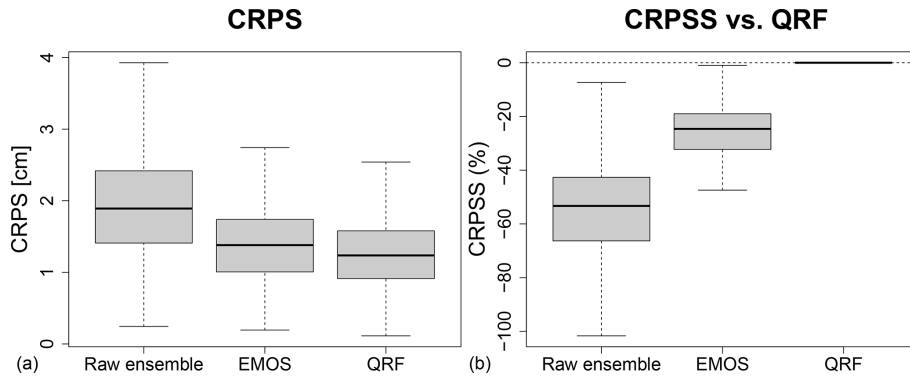 CRPS
CRPS [cm]
4
3
2
1
0
(a)
Raw ensemble
EMOS
QRF
CRPSS vs. QRF
CRPSS (%)
0
−20
−40
−60
−80
−100
(b)
Raw ensemble
EMOS
QRF